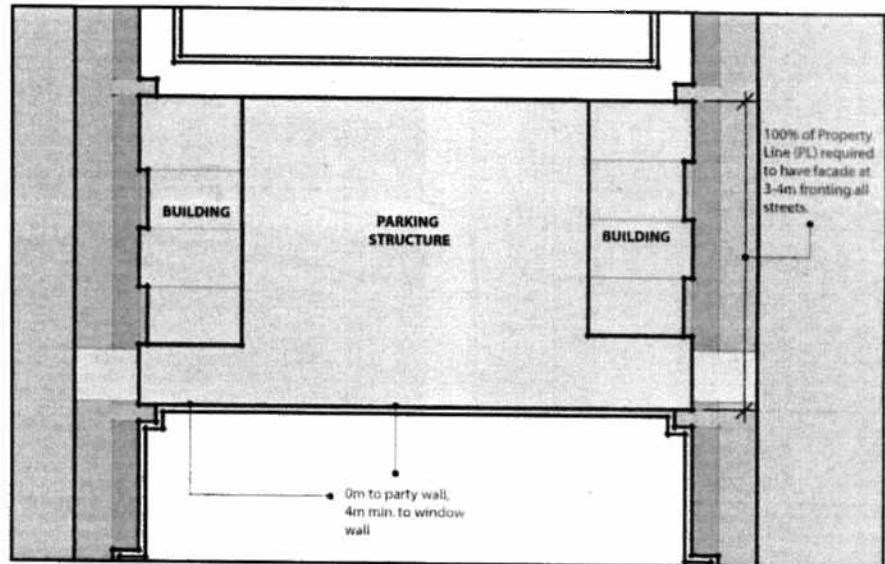 100% of Property
Line (PL) required
to have facade at
3-4m fronting all
streets.
BUILDING
PARKING
STRUCTURE
BUILDING
0m to party wall,
4m min. to window
wall